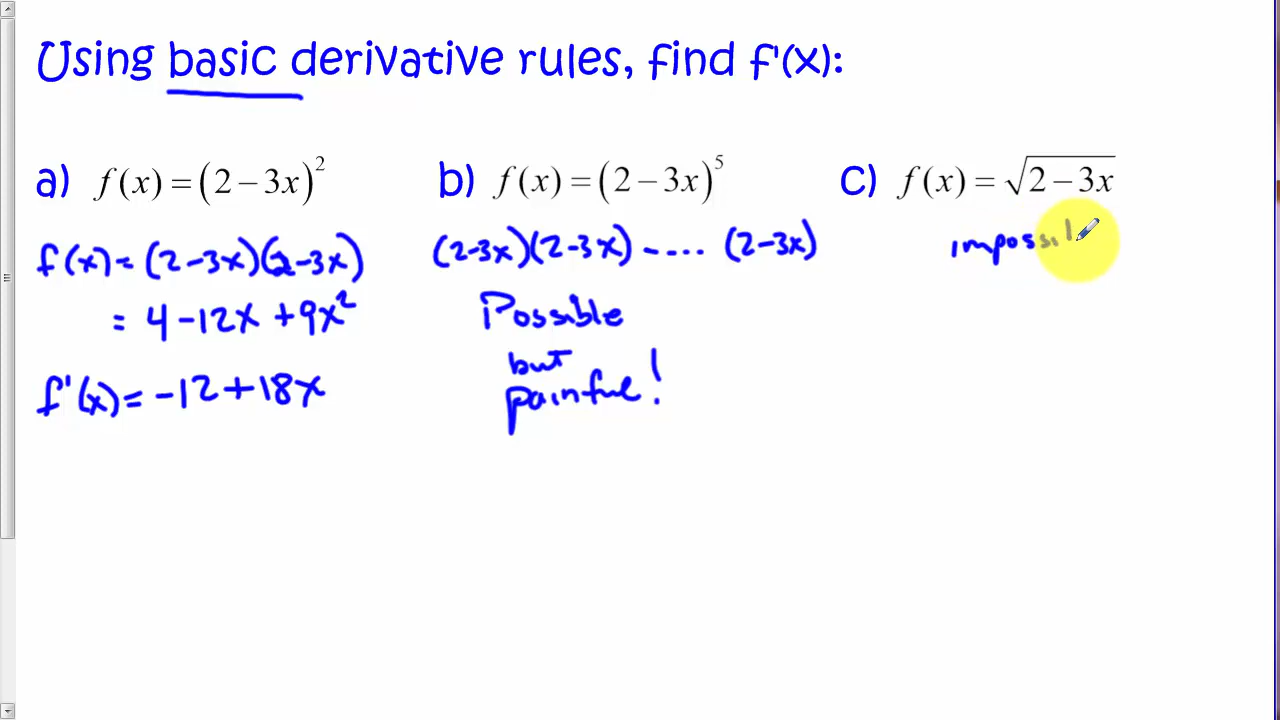 Using basic derivative rules, find f'(x):
a) f(x) = (2 − 3x)²
f(x) = (2-3x)(2-3x)
= 4 - 12x + 9x²
f'(x) = -12 + 18x
b) f(x) = (2 − 3x)⁵
(2-3x)(2-3x) - .... (2-3x)
Possible
but
painful!
c) f(x) = √(2 − 3x)
impossi